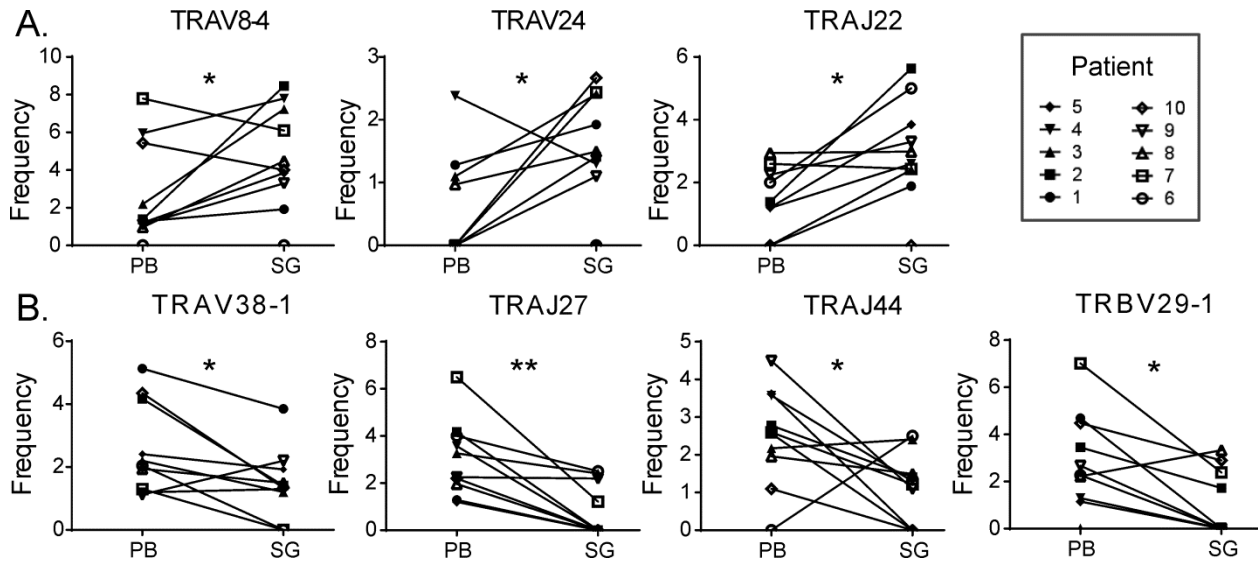 A.
TRAV8-4
Frequency
10
8
6
4
2
0
*
PB SG
TRAV24
Frequency
3
2
1
0
*
PB SG
TRAJ22
Frequency
6
4
2
0
*
PB SG
Patient
5 10
4 9
3 8
2 7
1 6
B.
TRAV38-1
Frequency
6
4
2
0
*
PB SG
TRAJ27
Frequency
8
6
4
2
0
**
PB SG
TRAJ44
Frequency
5
4
3
2
1
0
*
PB SG
TRBV29-1
Frequency
8
6
4
2
0
*
PB SG